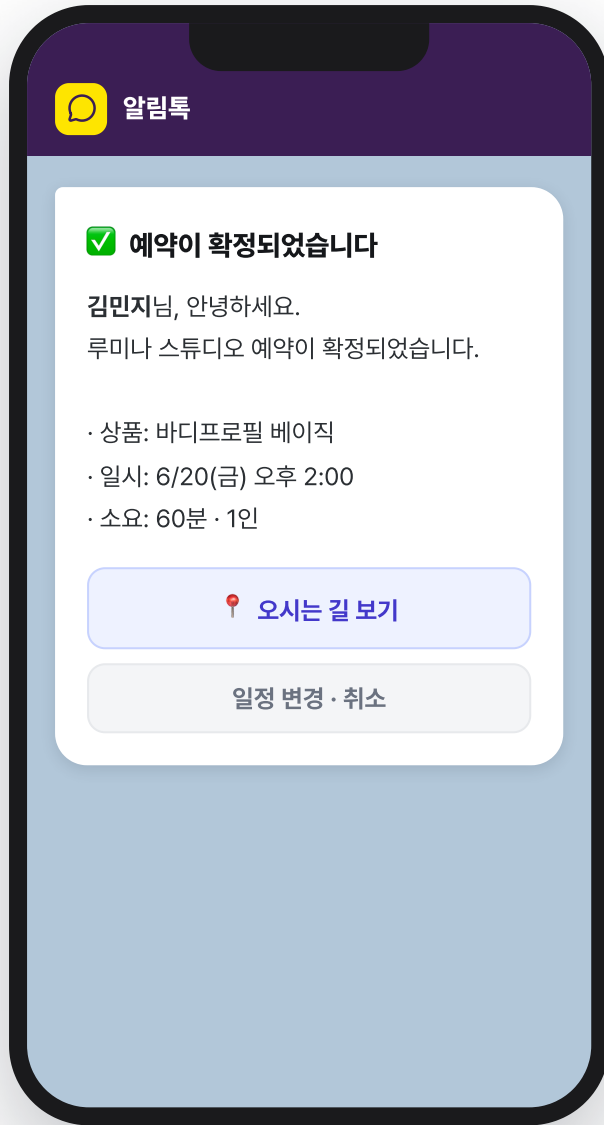 알림톡
✅ 예약이 확정되었습니다
김민지님, 안녕하세요.
루미나 스튜디오 예약이 확정되었습니다.
· 상품: 바디프로필 베이직
· 일시: 6/20(금) 오후 2:00
· 소요: 60분 · 1인
📍 오시는 길 보기
일정 변경 · 취소